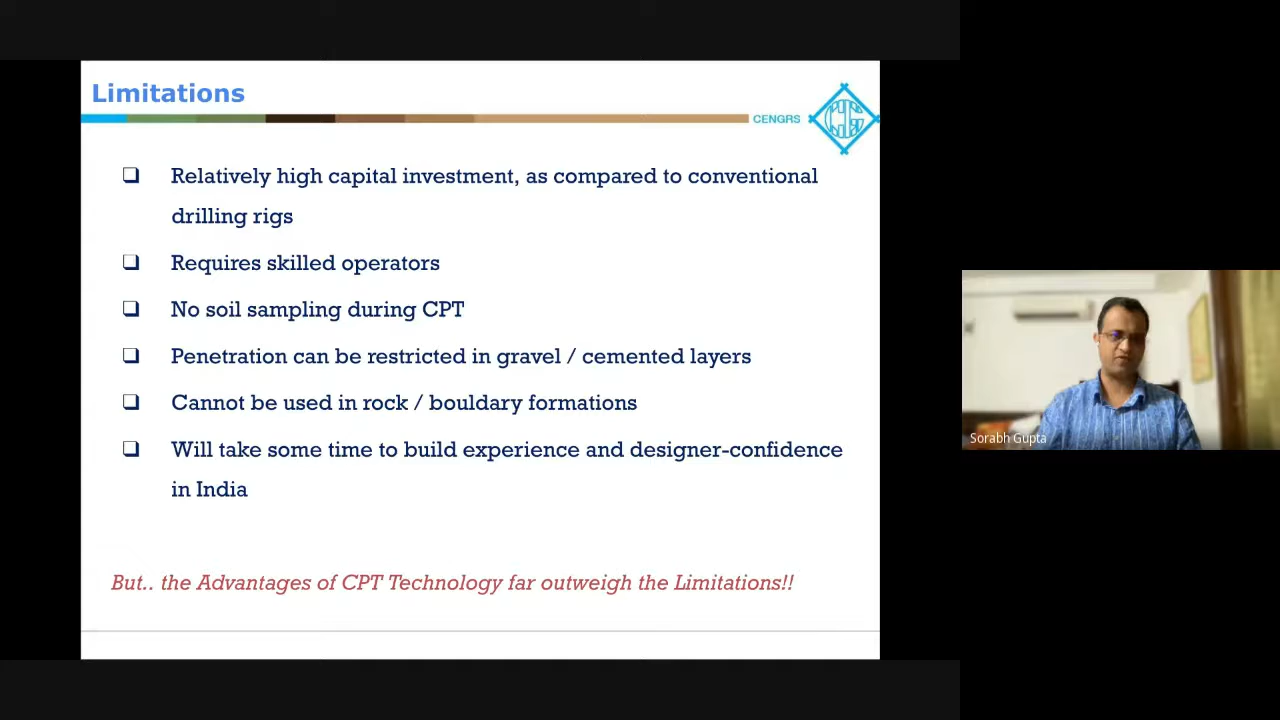 Limitations
CENGRS
❑ Relatively high capital investment, as compared to conventional
drilling rigs
❑ Requires skilled operators
❑ No soil sampling during CPT
❑ Penetration can be restricted in gravel / cemented layers
❑ Cannot be used in rock / bouldary formations
❑ Will take some time to build experience and designer-confidence
in India
But.. the Advantages of CPT Technology far outweigh the Limitations!!
Sorabh Gupta